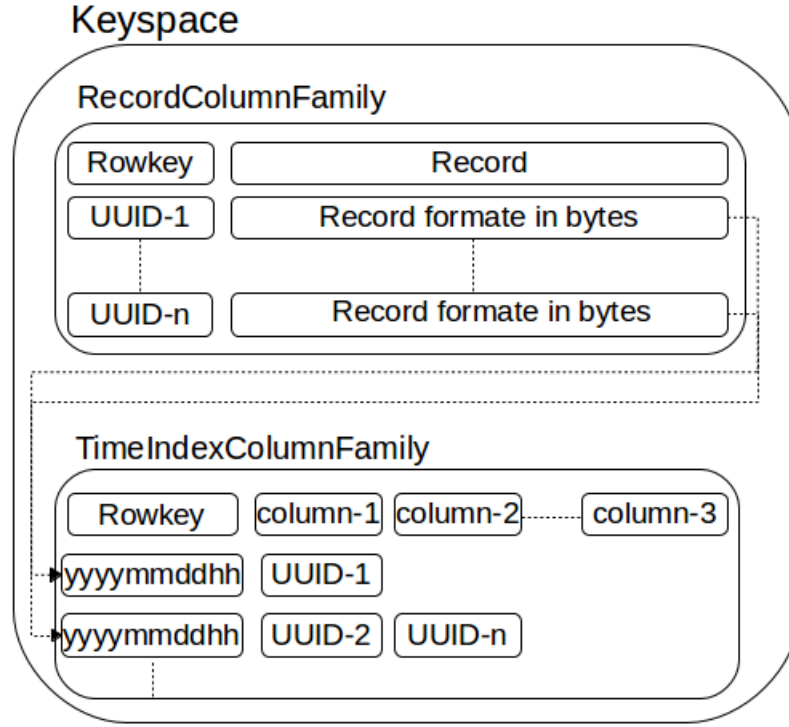 Keyspace
RecordColumnFamily
Rowkey Record
UUID-1 Record formate in bytes
UUID-n Record formate in bytes
TimeIndexColumnFamily
Rowkey column-1 column-2 column-3
yyyymmddhh UUID-1
yyyymmddhh UUID-2 UUID-n